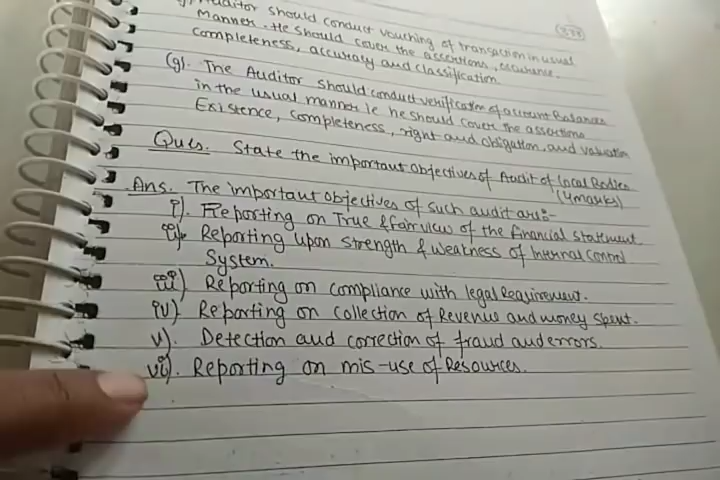 Auditor should conduct vouching of transaction in usual
Manner. He should cover the assertions, occurance
completeness, accuracy and classification
(g). The Auditor should conduct verification of account Balances
in the usual manner ie he should cover the assertions
Existence, completeness, right and obligation, and valuation
Ques. State the important objectives of Audit of Local Bodies
(4marks)
Ans. The important objectives of such audit are:-
i). Reporting on True & fair view of the financial statement
ii). Reporting upon strength & weatness of Internal Control
System.
iii). Reporting on compliance with legal Requirement.
iv). Reporting on collection of Revenue and money spent.
v). Detection and correction of fraud and errors.
vi). Reporting on mis-use of Resources.